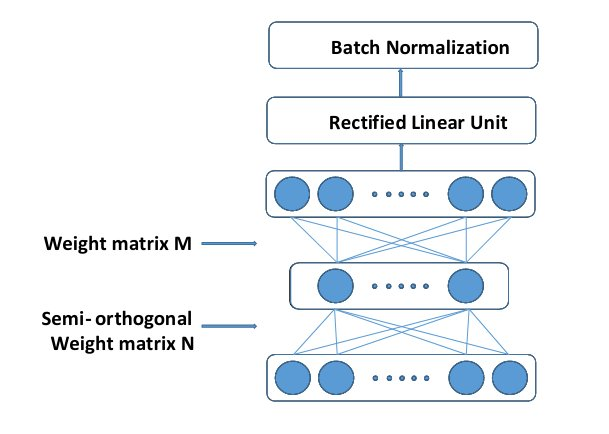 Batch Normalization
Rectified Linear Unit
Weight matrix M
Semi- orthogonal
Weight matrix N